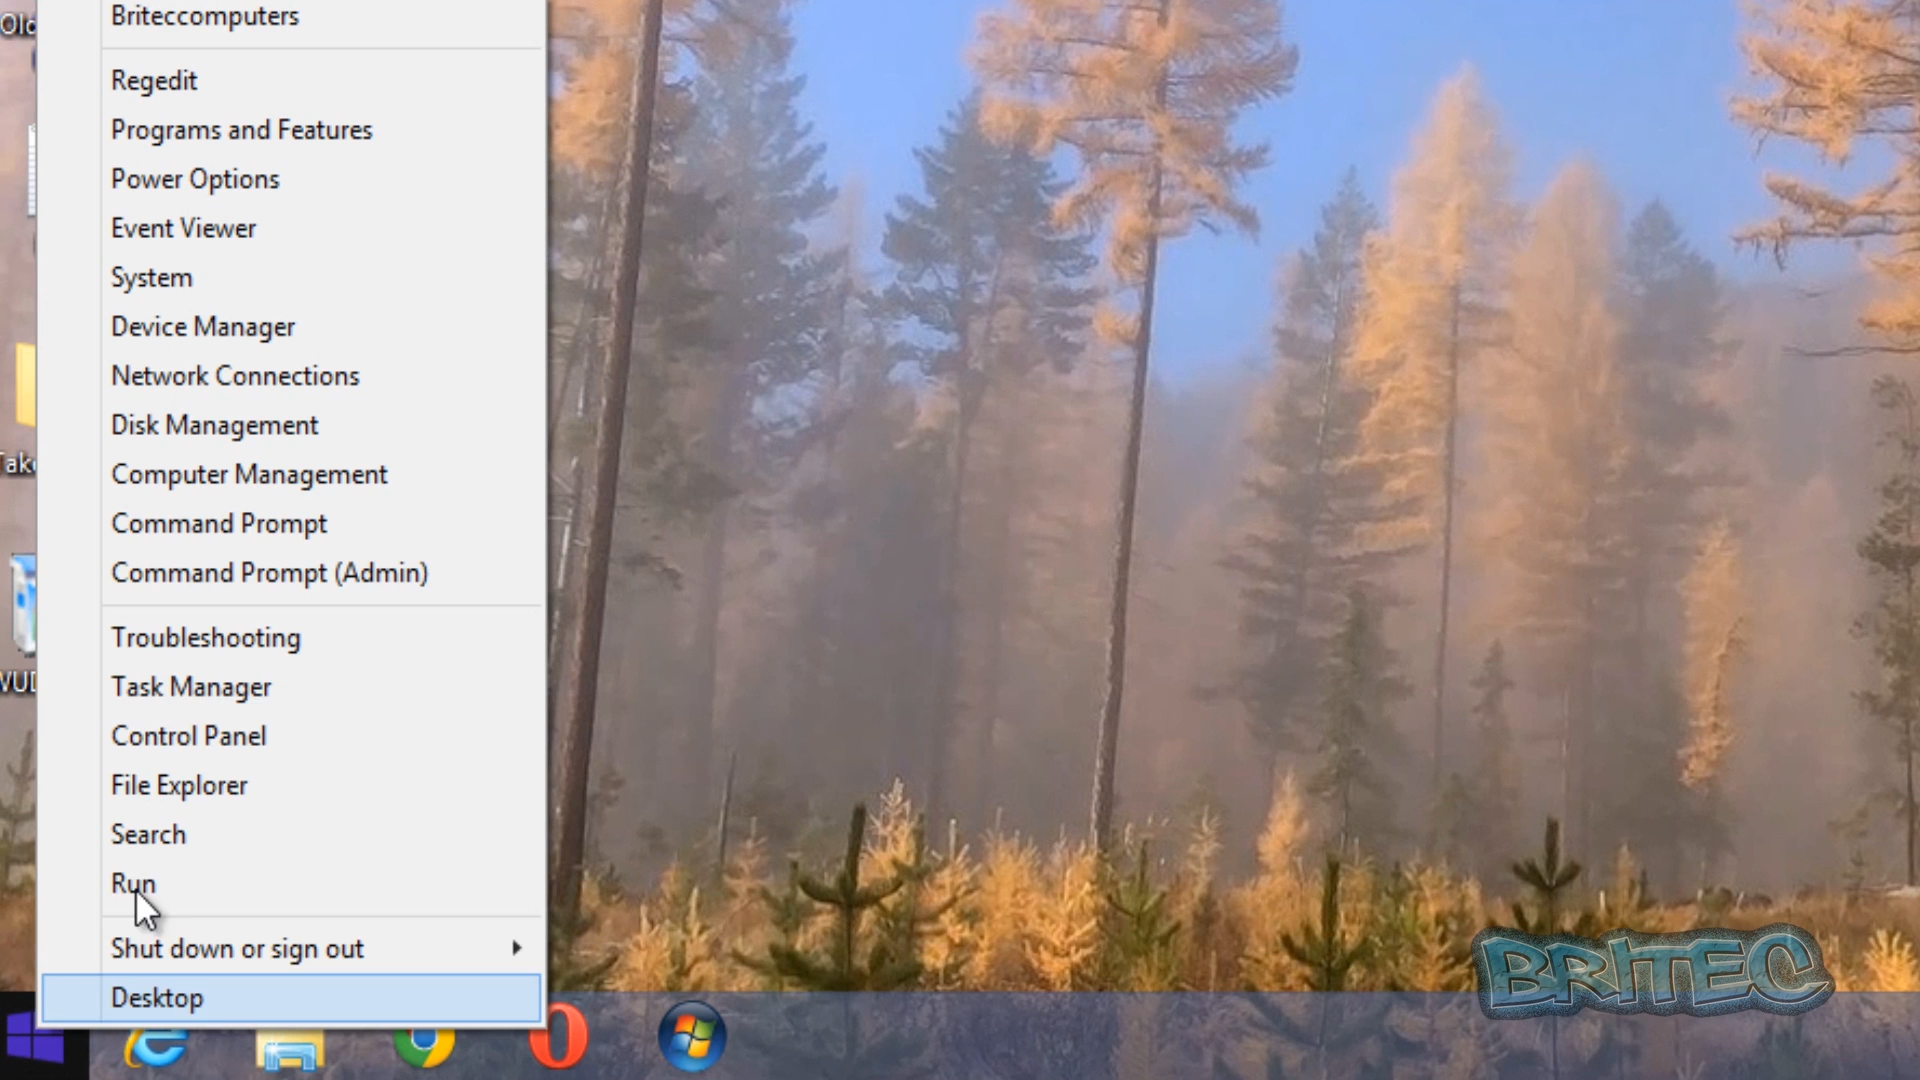 Briteccomputers
Regedit
Programs and Features
Power Options
Event Viewer
System
Device Manager
Network Connections
Disk Management
Computer Management
Command Prompt
Command Prompt (Admin)
Troubleshooting
Task Manager
Control Panel
File Explorer
Search
Run
Shut down or sign out
Desktop
BRITEC